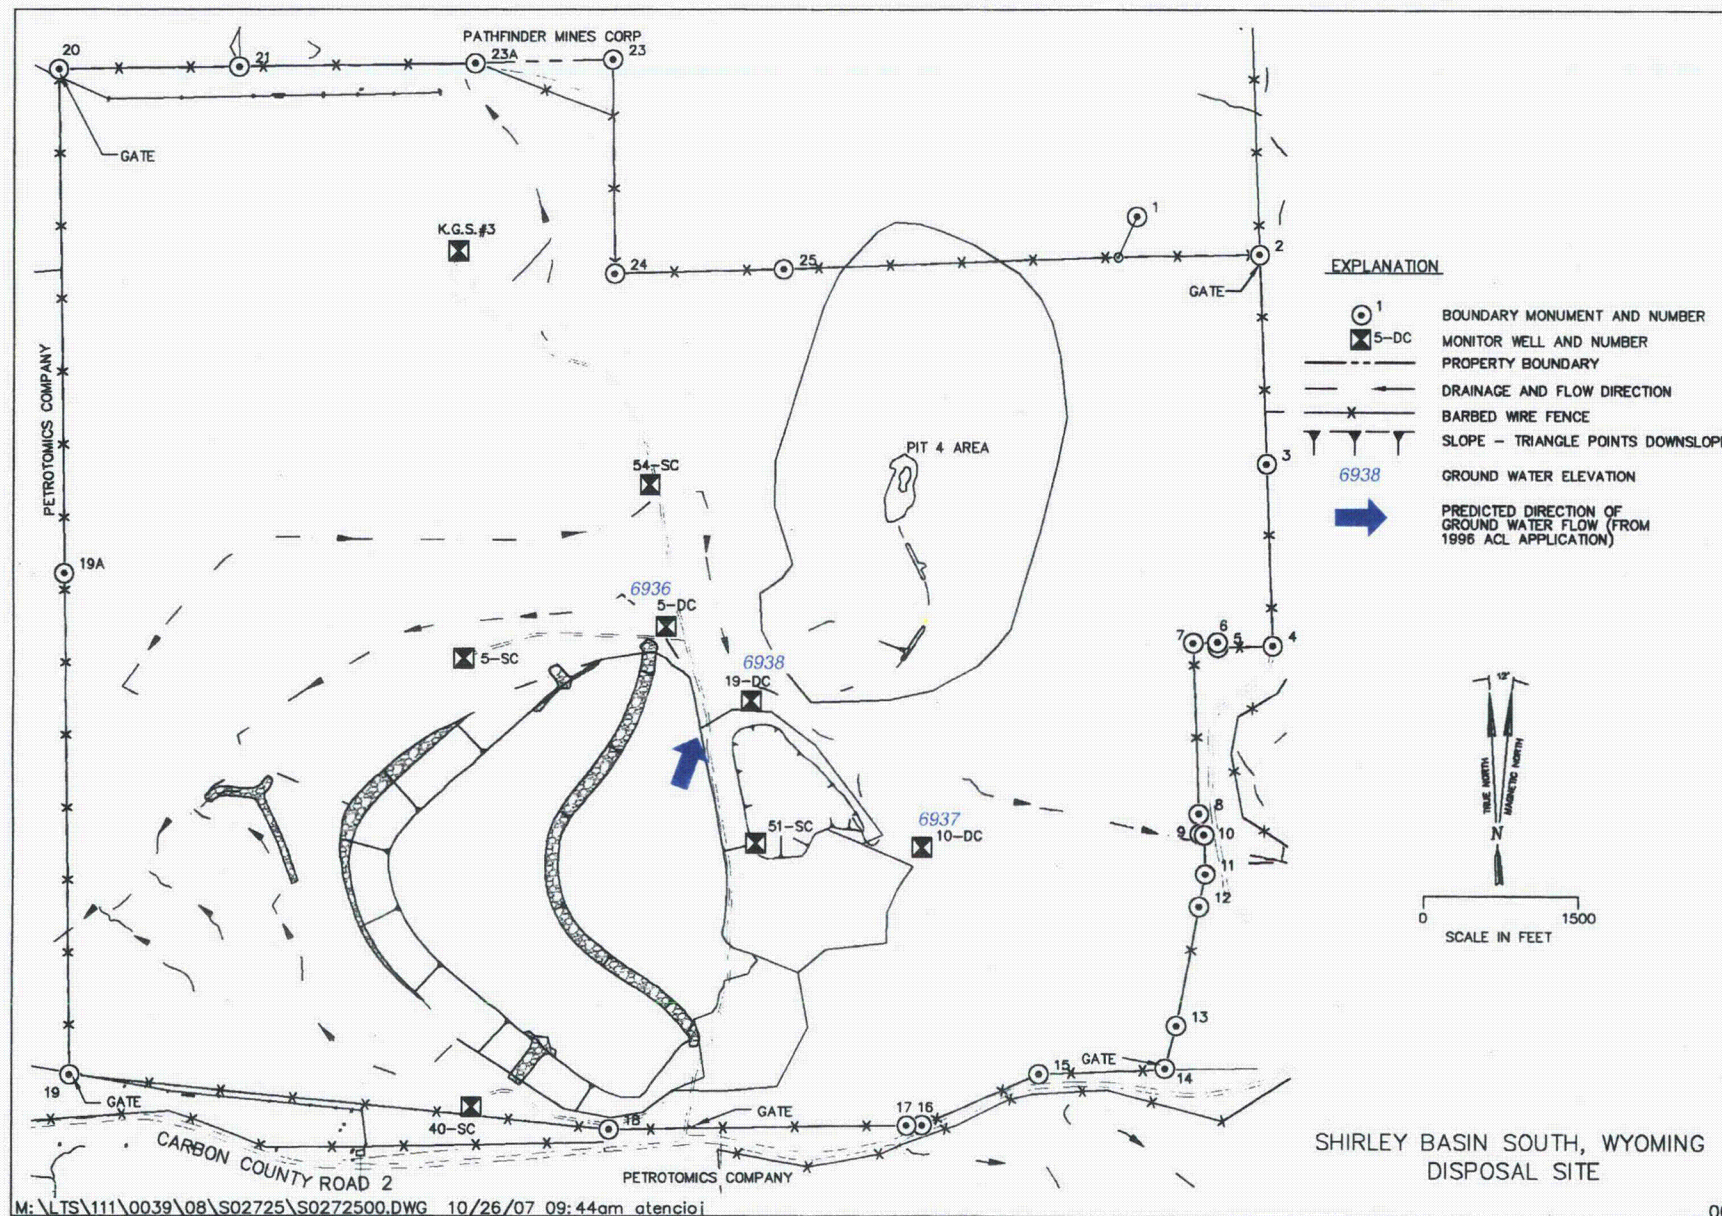 PATHFINDER MINES CORP
20
21
23A
23
GATE
K.G.S.#3
24
25
1
2
GATE
PETROTOMICS COMPANY
EXPLANATION
1
BOUNDARY MONUMENT AND NUMBER
5-DC
MONITOR WELL AND NUMBER
PROPERTY BOUNDARY
DRAINAGE AND FLOW DIRECTION
BARBED WIRE FENCE
SLOPE - TRIANGLE POINTS DOWNSLOPE
6938
GROUND WATER ELEVATION
PREDICTED DIRECTION OF
GROUND WATER FLOW (FROM
1996 ACL APPLICATION)
3
PIT 4 AREA
54-SC
19A
6936
5-DC
5-SC
6938
19-DC
7
6
5
4
12'
TRUE NORTH
MAGNETIC NORTH
N
8
9
10
6937
10-DC
51-SC
11
12
0
1500
SCALE IN FEET
13
GATE
14
15
19
GATE
40-SC
18
GATE
17
16
CARBON COUNTY ROAD 2
PETROTOMICS COMPANY
SHIRLEY BASIN SOUTH, WYOMING
DISPOSAL SITE
M:\LTS\111\0039\08\S02725\S0272500.DWG 10/26/07 09:44am atencioj